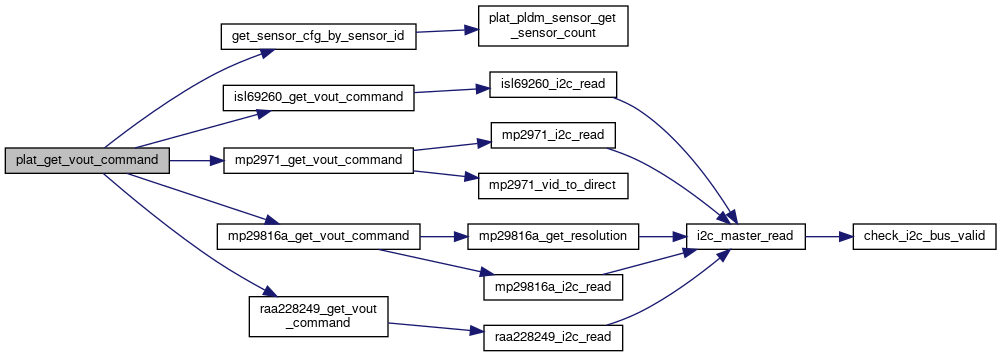 plat_get_vout_command
get_sensor_cfg_by_sensor_id
plat_pldm_sensor_get
_sensor_count
isl69260_get_vout_command
isl69260_i2c_read
mp2971_get_vout_command
mp2971_i2c_read
mp2971_vid_to_direct
mp29816a_get_vout_command
mp29816a_get_resolution
mp29816a_i2c_read
raa228249_get_vout
_command
raa228249_i2c_read
i2c_master_read
check_i2c_bus_valid